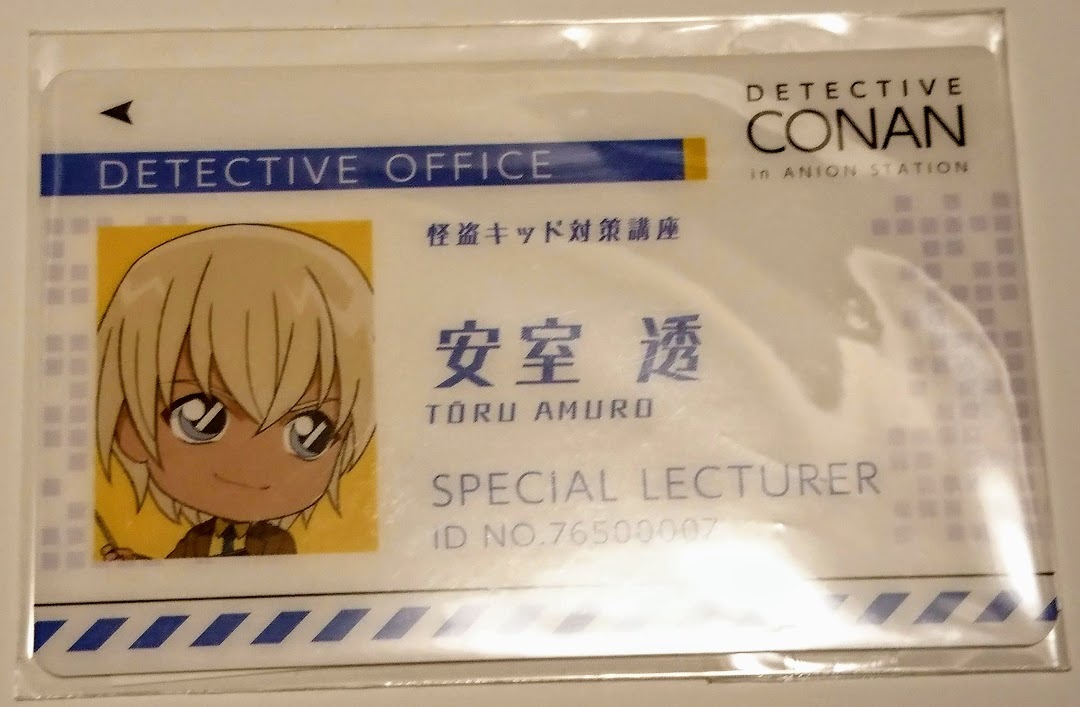 DETECTIVE
CONAN
in ANION STATION
DETECTIVE OFFICE
怪盗キッド対策講座
安室 透
TŌRU AMURO
SPECIAL LECTURER
ID NO.76500007